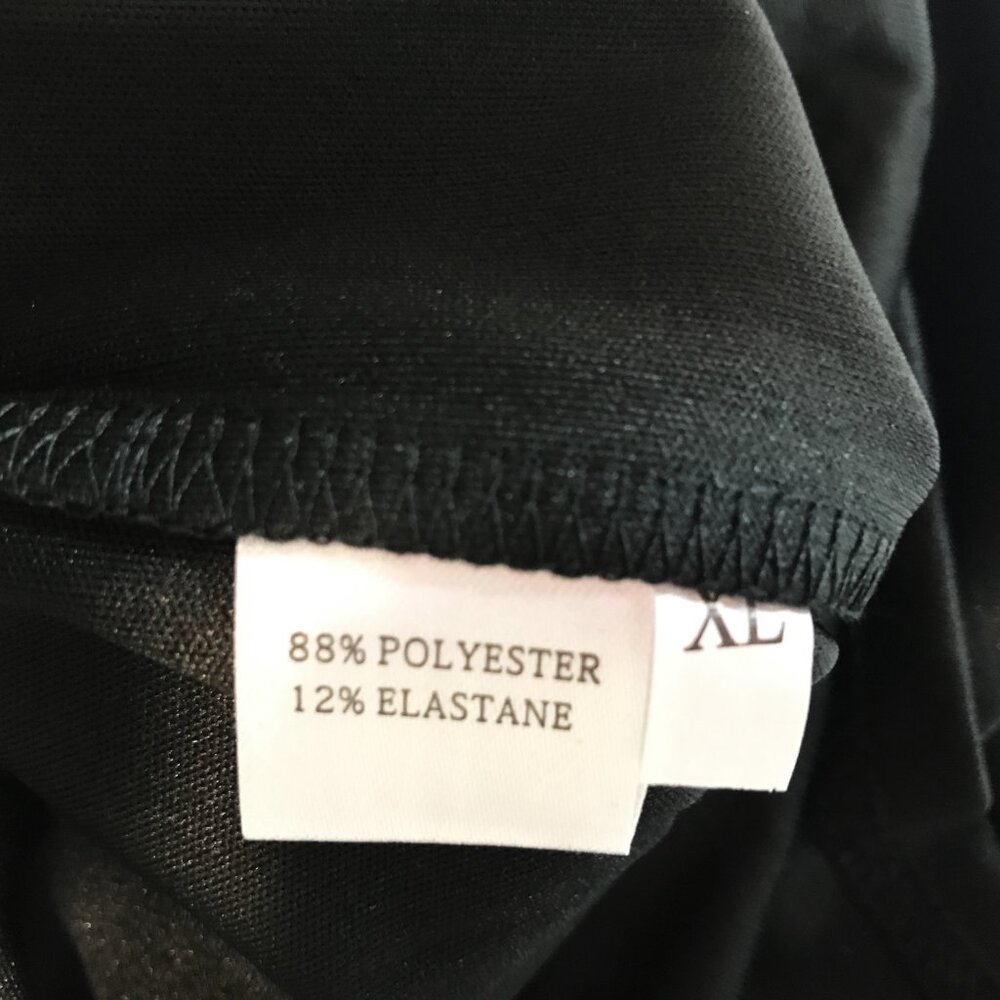 88% POLYESTER
12% ELASTANE
XL